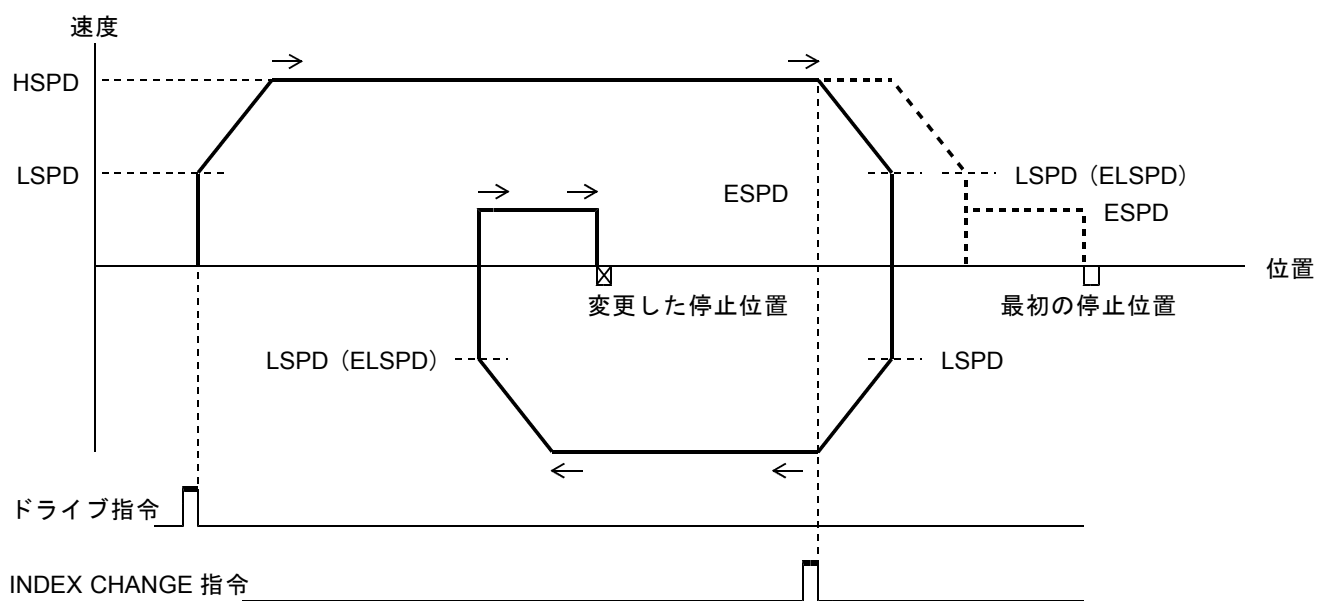 速度
HSPD
LSPD
ESPD
LSPD（ELSPD）
ESPD
位置
変更した停止位置
最初の停止位置
LSPD（ELSPD）
LSPD
ドライブ指令
INDEX CHANGE 指令